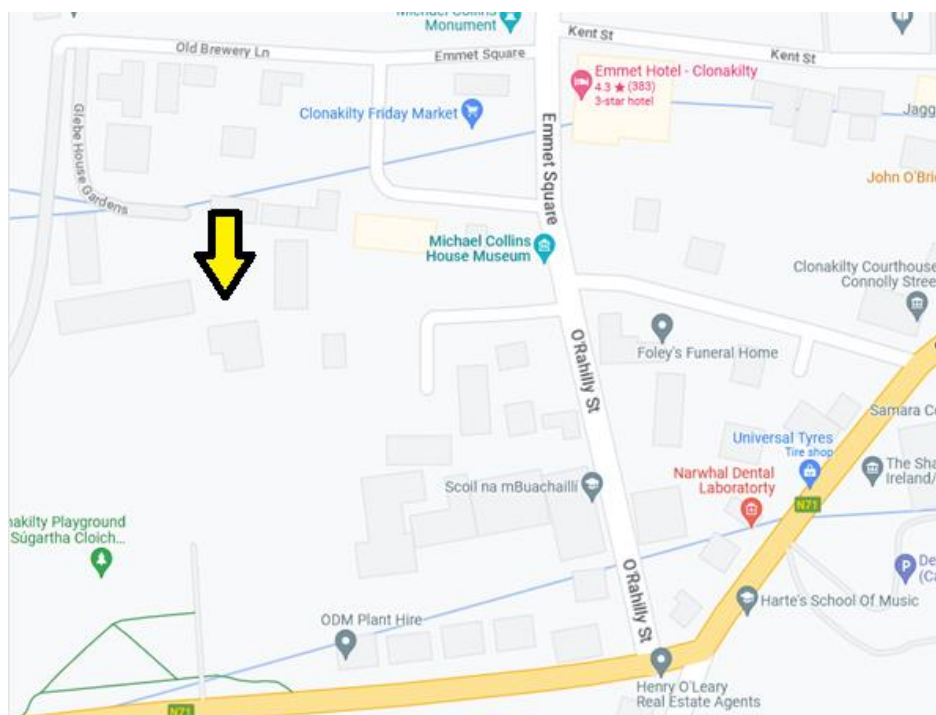 Michael Collins
Monument
Kent St
Old Brewery Ln
Emmet Square
Kent St
Emmet Hotel - Clonakilty
4.3 ★ (383)
3-star hotel
Clonakilty Friday Market
Jagg
Glebe House Gardens
Emmet Square
John O'Brie
Michael Collins
House Museum
Clonakilty Courthouse
Connolly Street
O'Rahilly St
Foley's Funeral Home
Samara Co
Universal Tyres
Tire shop
The Sha
Ireland/
Narwhal Dental
Laboratorty
Scoil na mBuachaillí
N71
nakilty Playground
Súgartha Cloich...
De
(Ca
O'Rahilly St
Harte's School Of Music
ODM Plant Hire
Henry O'Leary
Real Estate Agents
N71